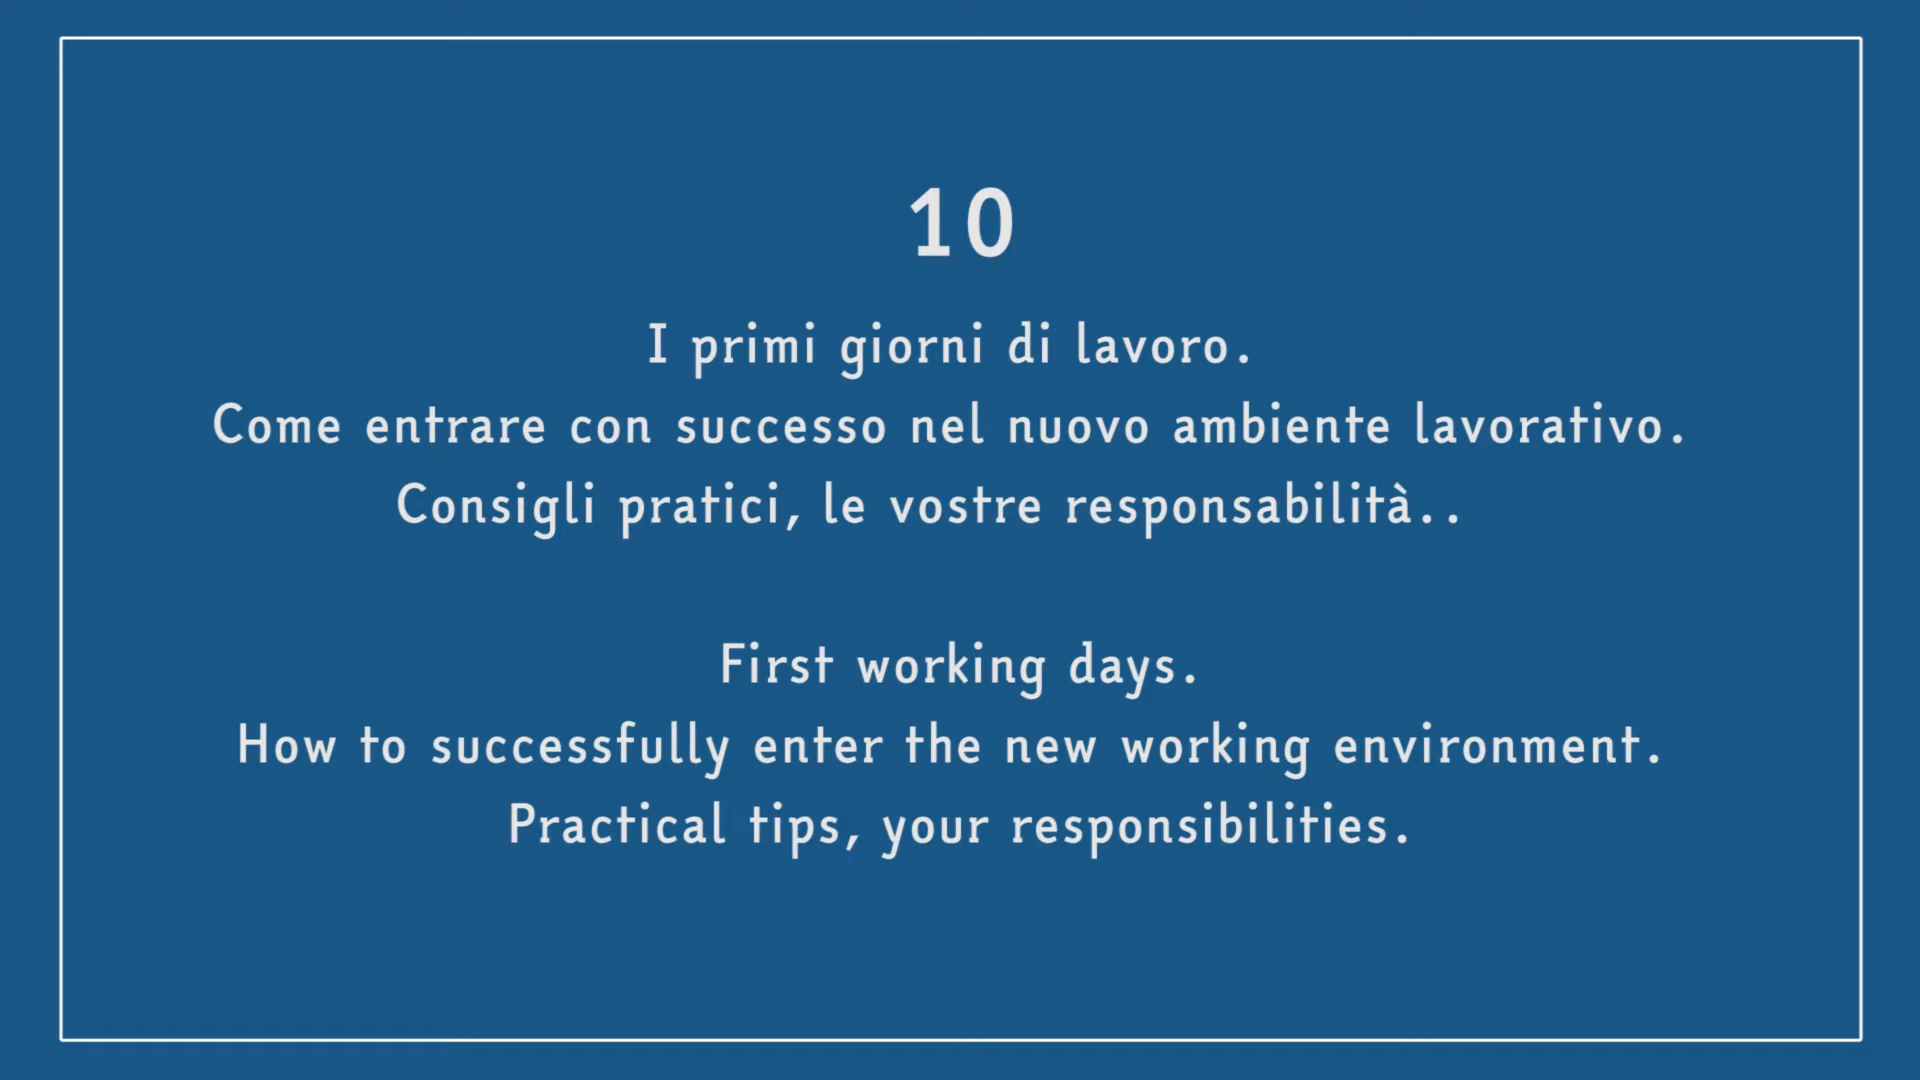 10
I primi giorni di lavoro.
Come entrare con successo nel nuovo ambiente lavorativo.
Consigli pratici, le vostre responsabilità..
First working days.
How to successfully enter the new working environment.
Practical tips, your responsibilities.